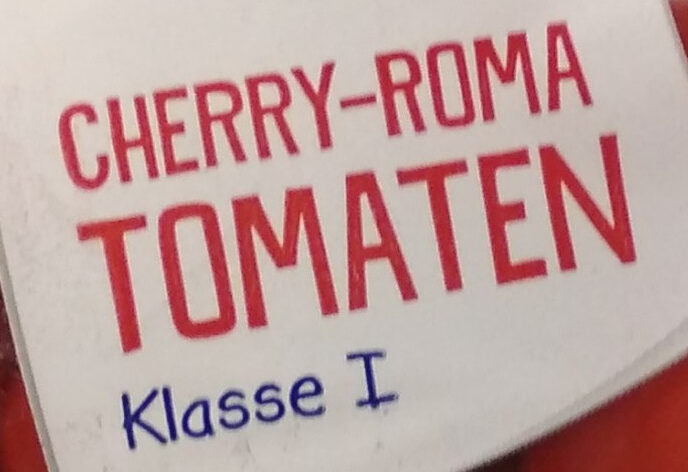 CHERRY-ROMA
TOMATEN
Klasse I